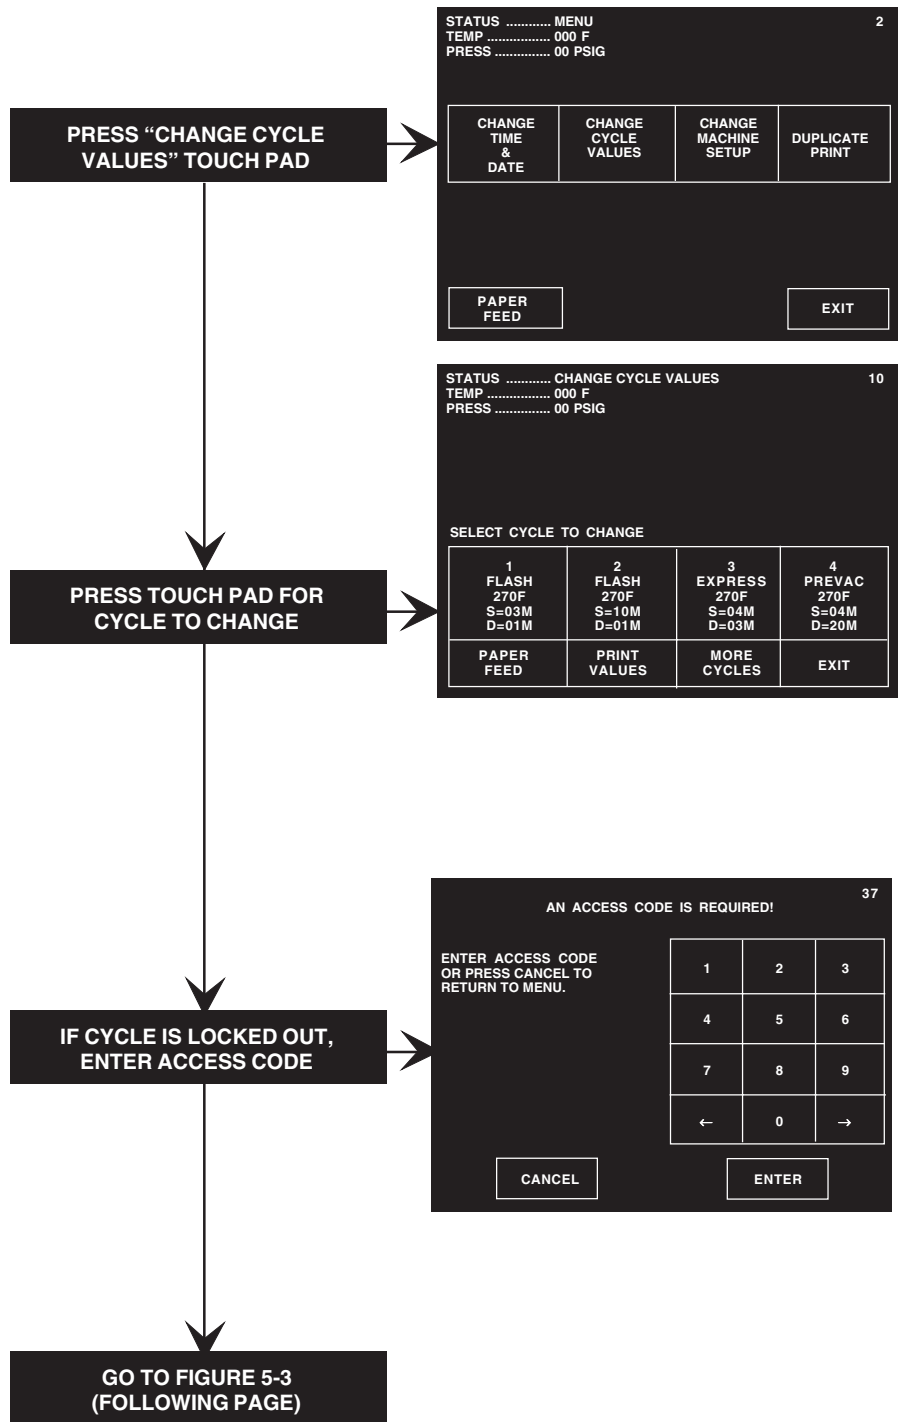 PRESS “CHANGE CYCLE
VALUES” TOUCH PAD
STATUS ............ MENU 2
TEMP ................. 000 F
PRESS ............... 00 PSIG
CHANGE TIME & DATE
CHANGE CYCLE VALUES
CHANGE MACHINE SETUP
DUPLICATE PRINT
PAPER FEED
EXIT
PRESS TOUCH PAD FOR
CYCLE TO CHANGE
STATUS ............ CHANGE CYCLE VALUES 10
TEMP ................. 000 F
PRESS ............... 00 PSIG
SELECT CYCLE TO CHANGE
1 2 3 4
FLASH FLASH EXPRESS PREVAC
270F 270F 270F 270F
S=03M S=10M S=04M S=04M
D=01M D=01M D=03M D=20M
PAPER FEED
PRINT VALUES
MORE CYCLES
EXIT
IF CYCLE IS LOCKED OUT,
ENTER ACCESS CODE
37
AN ACCESS CODE IS REQUIRED!
ENTER ACCESS CODE
OR PRESS CANCEL TO
RETURN TO MENU.
1 2 3
4 5 6
7 8 9
← 0 →
CANCEL ENTER
GO TO FIGURE 5-3
(FOLLOWING PAGE)